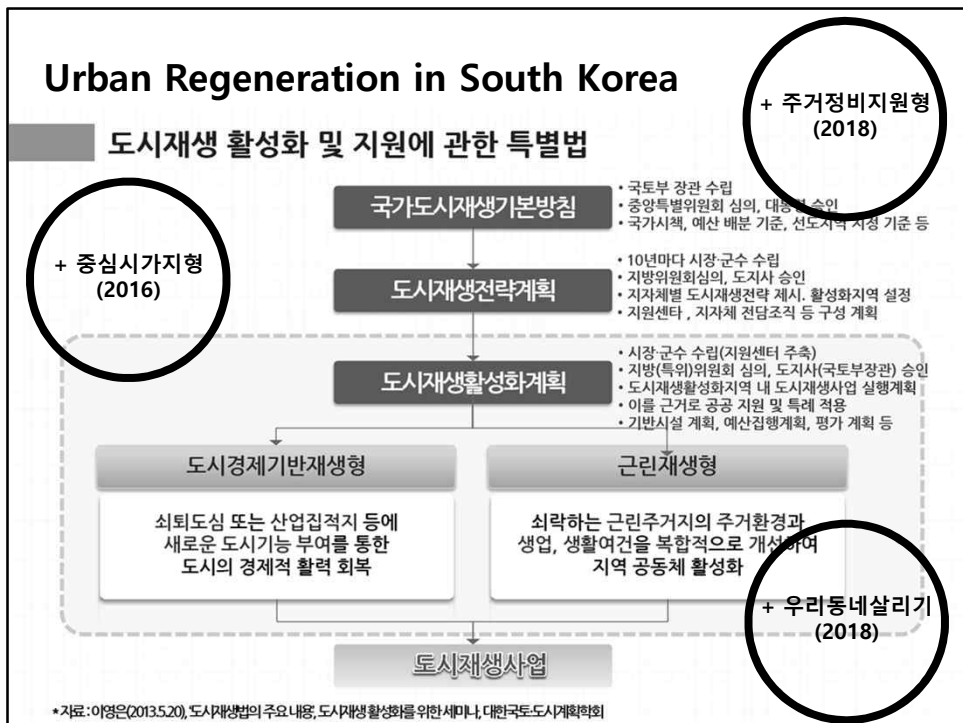 Urban Regeneration in South Korea
+ 주거정비지원형
(2018)
도시재생 활성화 및 지원에 관한 특별법
국가도시재생기본방침
• 국토부 장관 수립
• 중앙특별위원회 심의, 대통령 승인
• 국가시책, 예산 배분 기준, 선도지역 지정 기준 등
+ 중심시가지형
(2016)
도시재생전략계획
• 10년마다 시장·군수 수립
• 지방위원회심의, 도지사 승인
• 지자체별 도시재생전략 제시. 활성화지역 설정
• 지원센타 , 지자체 전담조직 등 구성 계획
도시재생활성화계획
• 시장·군수 수립(지원센터 주축)
• 지방(특위)위원회 심의, 도지사(국토부장관) 승인
• 도시재생활성화지역 내 도시재생사업 실행계획
• 이를 근거로 공공 지원 및 특례 적용
• 기반시설 계획, 예산집행계획, 평가 계획 등
도시경제기반재생형
쇠퇴도심 또는 산업집적지 등에
새로운 도시기능 부여를 통한
도시의 경제적 활력 회복
근린재생형
쇠락하는 근린주거지의 주거환경과
생업, 생활여건을 복합적으로 개선하여
지역 공동체 활성화
+ 우리동네살리기
(2018)
도시재생사업
* 자료 : 이영은(2013.5.20), '도시재생법의 주요 내용', 도시재생 활성화를 위한 세미나, 대한국토·도시계획학회